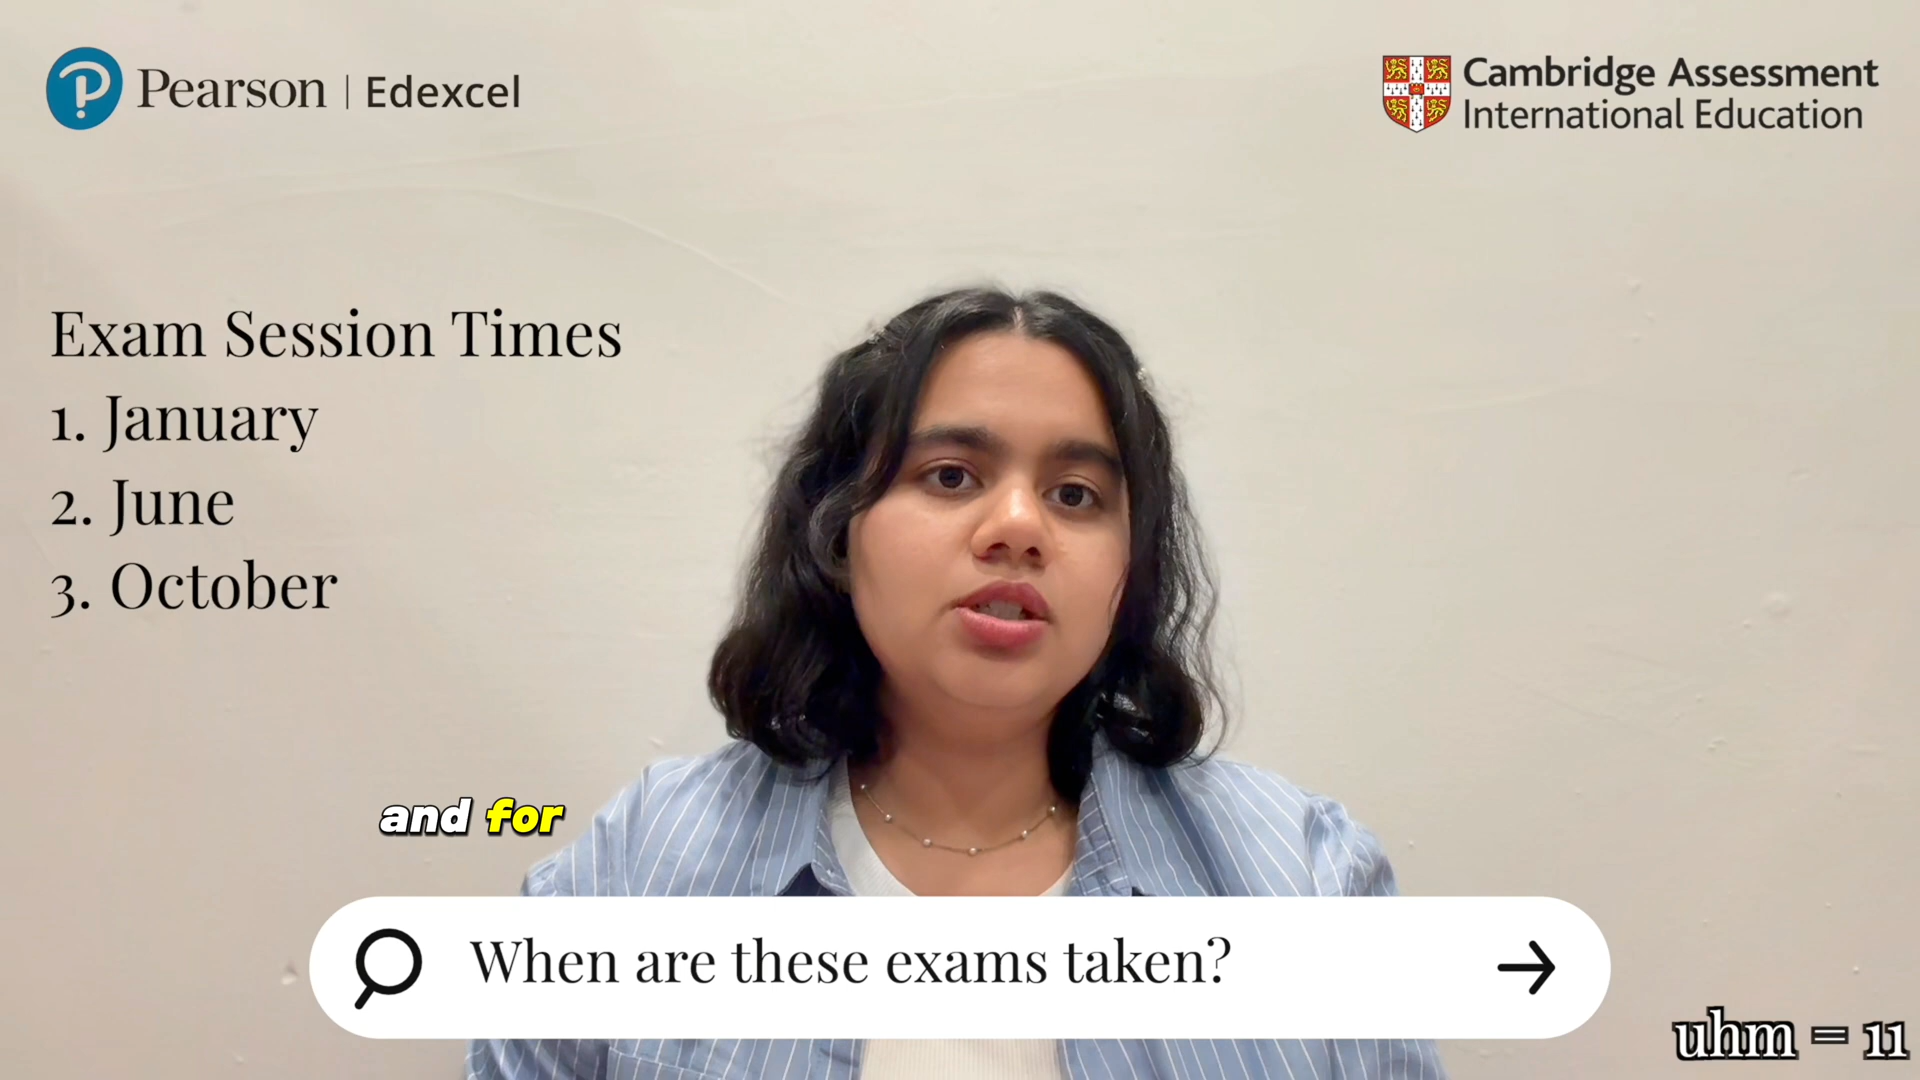 Pearson | Edexcel
Cambridge Assessment
International Education
Exam Session Times
1. January
2. June
3. October
and for
When are these exams taken?
uhm = 11